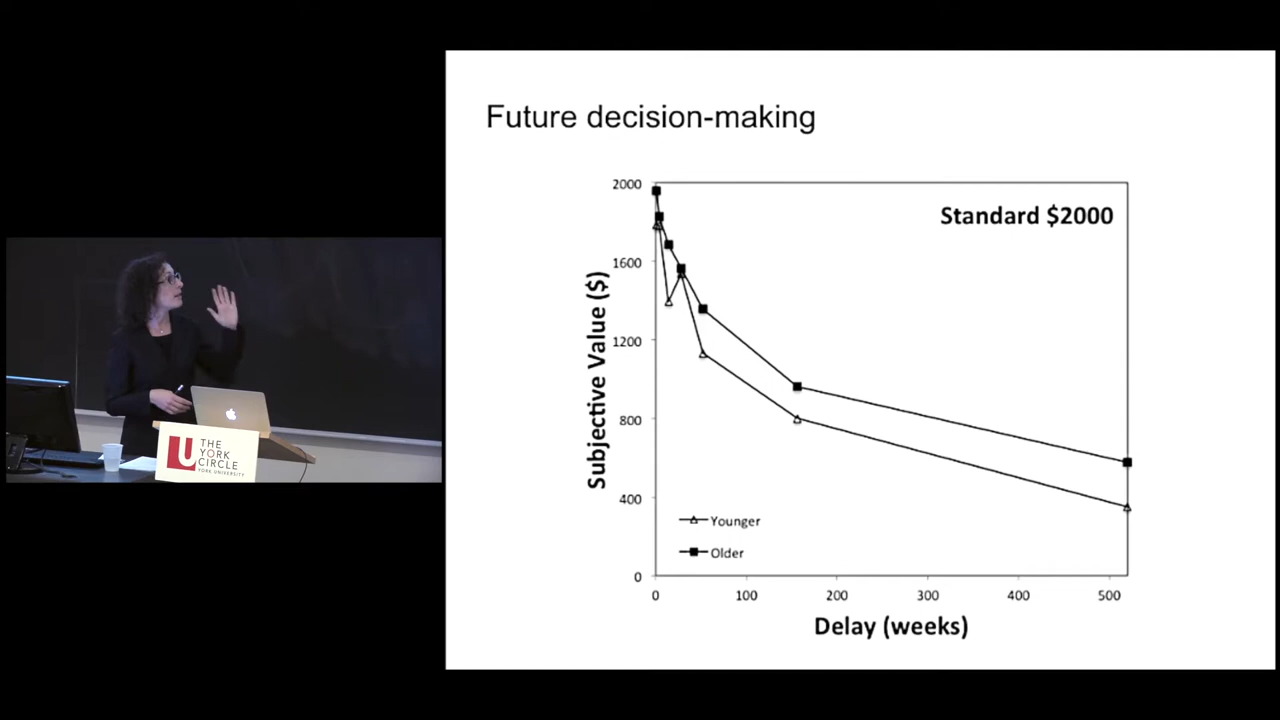 Future decision-making
Standard $2000
2000
1600
1200
800
400
0
Subjective Value ($)
Younger
Older
0 100 200 300 400 500
Delay (weeks)
U
THE
YORK
CIRCLE
YORK UNIVERSITY